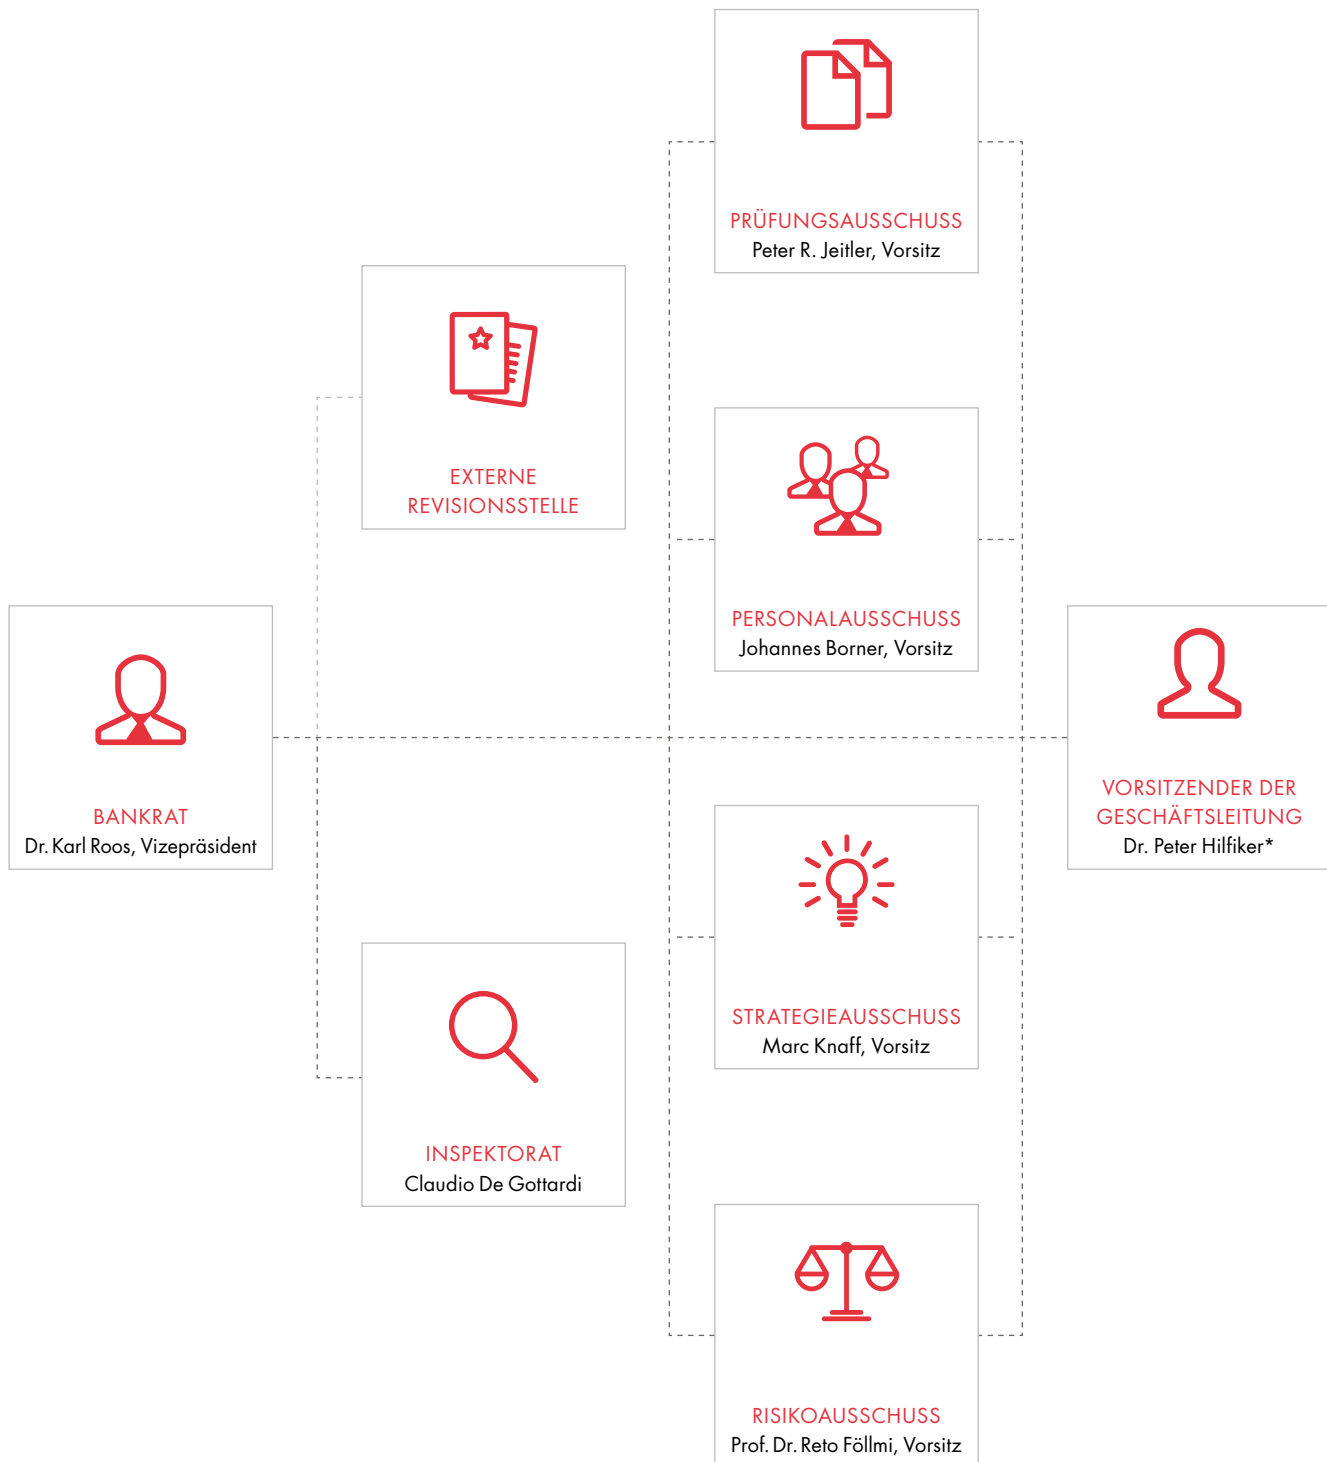 PRÜFUNGSAUSSCHUSS
Peter R. Jeitler, Vorsitz
EXTERNE
REVISIONSSTELLE
PERSONALAUSSCHUSS
Johannes Borner, Vorsitz
BANKRAT
Dr. Karl Roos, Vizepräsident
VORSITZENDER DER
GESCHÄFTSLEITUNG
Dr. Peter Hilfiker*
STRATEGIEAUSSCHUSS
Marc Knaff, Vorsitz
INSPEKTORAT
Claudio De Gottardi
RISIKOAUSSCHUSS
Prof. Dr. Reto Föllmi, Vorsitz